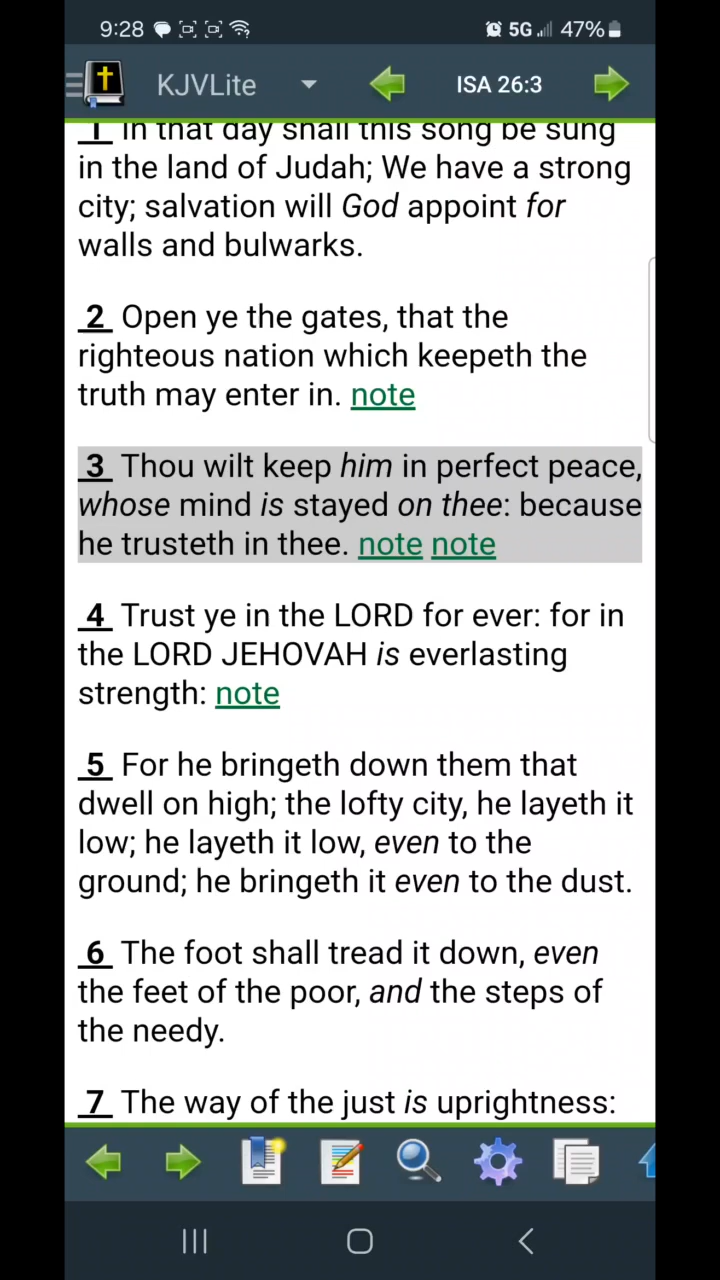 9:28 5G 47%
KJVLite ISA 26:3
1 In that day shall this song be sung
in the land of Judah; We have a strong
city; salvation will God appoint for
walls and bulwarks.
2 Open ye the gates, that the
righteous nation which keepeth the
truth may enter in. note
3 Thou wilt keep him in perfect peace,
whose mind is stayed on thee: because
he trusteth in thee. note note
4 Trust ye in the LORD for ever: for in
the LORD JEHOVAH is everlasting
strength: note
5 For he bringeth down them that
dwell on high; the lofty city, he layeth it
low; he layeth it low, even to the
ground; he bringeth it even to the dust.
6 The foot shall tread it down, even
the feet of the poor, and the steps of
the needy.
7 The way of the just is uprightness: